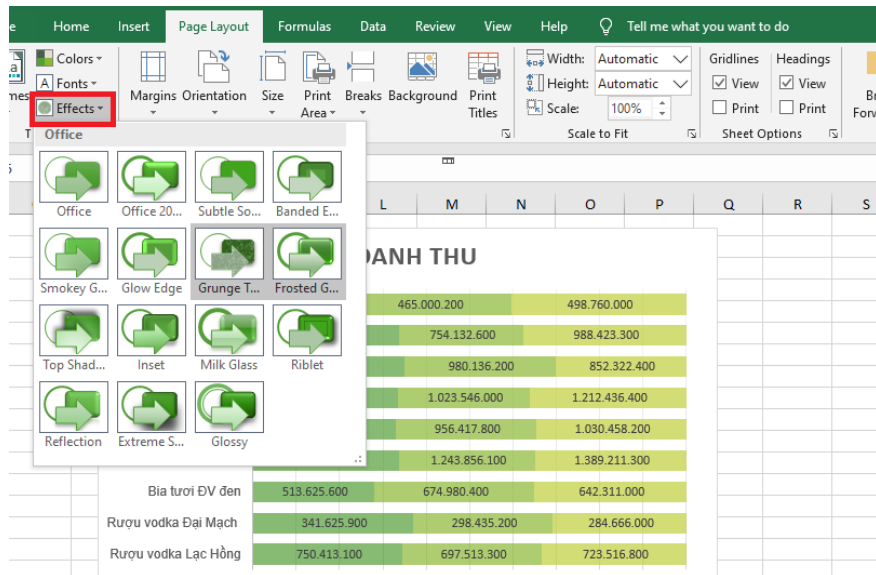 Home Insert Page Layout Formulas Data Review View Help Tell me what you want to do
Colors
Fonts
Effects
Margins Orientation Size Print Area Breaks Background Print Titles
Width: Automatic
Height: Automatic
Scale: 100%
Scale to Fit
Gridlines Headings
View View
Print Print
Sheet Options
Office
Office Office 20... Subtle So... Banded E...
Smokey G... Glow Edge Grunge T... Frosted G...
Top Shad... Inset Milk Glass Riblet
Reflection Extreme S... Glossy
L M N O P Q R S
OANH THU
465.000.200 498.760.000
754.132.600 988.423.300
980.136.200 852.322.400
1.023.546.000 1.212.436.400
956.417.800 1.030.458.200
1.243.856.100 1.389.211.300
Bia tươi ĐV đen 513.625.600 674.980.400 642.311.000
Rượu vodka Đại Mạch 341.625.900 298.435.200 284.666.000
Rượu vodka Lạc Hồng 750.413.100 697.513.300 723.516.800